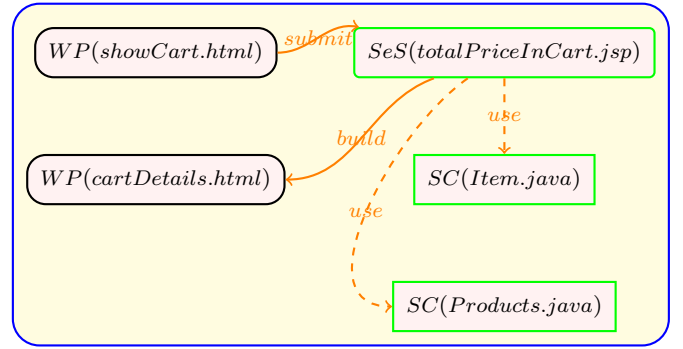 WP(showCart.html)
submit
SeS(totalPriceInCart.jsp)
use
build
WP(cartDetails.html)
SC(Item.java)
use
SC(Products.java)